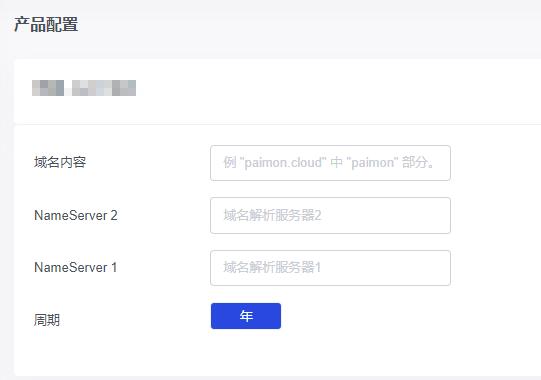 产品配置
域名内容
例 "paimon.cloud" 中 "paimon" 部分。
NameServer 2
域名解析服务器2
NameServer 1
域名解析服务器1
周期
年